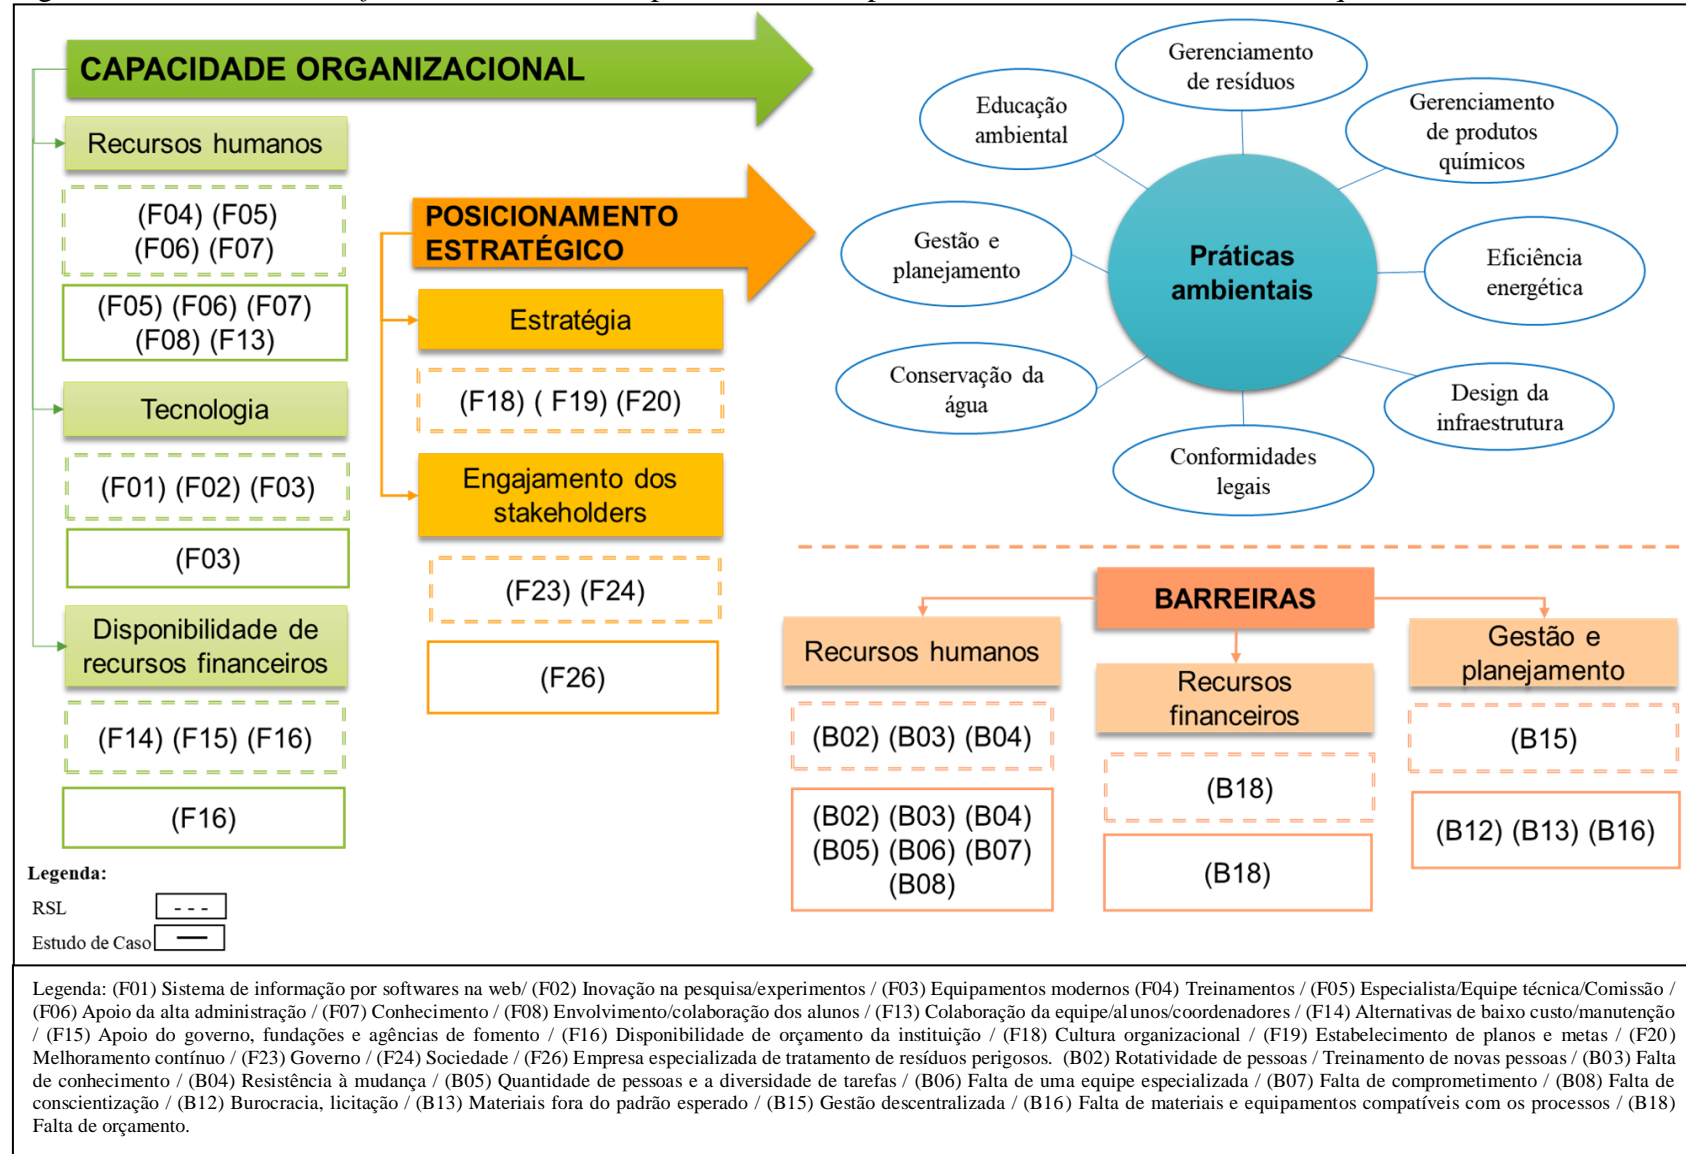 CAPACIDADE ORGANIZACIONAL
Recursos humanos
(F04) (F05)
(F06) (F07)
(F05) (F06) (F07)
(F08) (F13)
Tecnologia
(F01) (F02) (F03)
(F03)
Disponibilidade de
recursos financeiros
(F14) (F15) (F16)
(F16)
POSICIONAMENTO
ESTRATÉGICO
Estratégia
(F18) ( F19) (F20)
Engajamento dos
stakeholders
(F23) (F24)
(F26)
Práticas
ambientais
Gerenciamento
de resíduos
Gerenciamento
de produtos
químicos
Eficiência
energética
Design da
infraestrutura
Conformidades
legais
Conservação da
água
Gestão e
planejamento
Educação
ambiental
BARREIRAS
Recursos humanos
(B02) (B03) (B04)
(B02) (B03) (B04)
(B05) (B06) (B07)
(B08)
Recursos
financeiros
(B18)
(B18)
Gestão e
planejamento
(B15)
(B12) (B13) (B16)
Legenda:
RSL
Estudo de Caso
Legenda: (F01) Sistema de informação por softwares na web/ (F02) Inovação na pesquisa/experimentos / (F03) Equipamentos modernos (F04) Treinamentos / (F05) Especialista/Equipe técnica/Comissão /
(F06) Apoio da alta administração / (F07) Conhecimento / (F08) Envolvimento/colaboração dos alunos / (F13) Colaboração da equipe/alunos/coordenadores / (F14) Alternativas de baixo custo/manutenção
/ (F15) Apoio do governo, fundações e agências de fomento / (F16) Disponibilidade de orçamento da instituição / (F18) Cultura organizacional / (F19) Estabelecimento de planos e metas / (F20)
Melhoramento contínuo / (F23) Governo / (F24) Sociedade / (F26) Empresa especializada de tratamento de resíduos perigosos. (B02) Rotatividade de pessoas / Treinamento de novas pessoas / (B03) Falta
de conhecimento / (B04) Resistência à mudança / (B05) Quantidade de pessoas e a diversidade de tarefas / (B06) Falta de uma equipe especializada / (B07) Falta de comprometimento / (B08) Falta de
conscientização / (B12) Burocracia, licitação / (B13) Materiais fora do padrão esperado / (B15) Gestão descentralizada / (B16) Falta de materiais e equipamentos compatíveis com os processos / (B18)
Falta de orçamento.